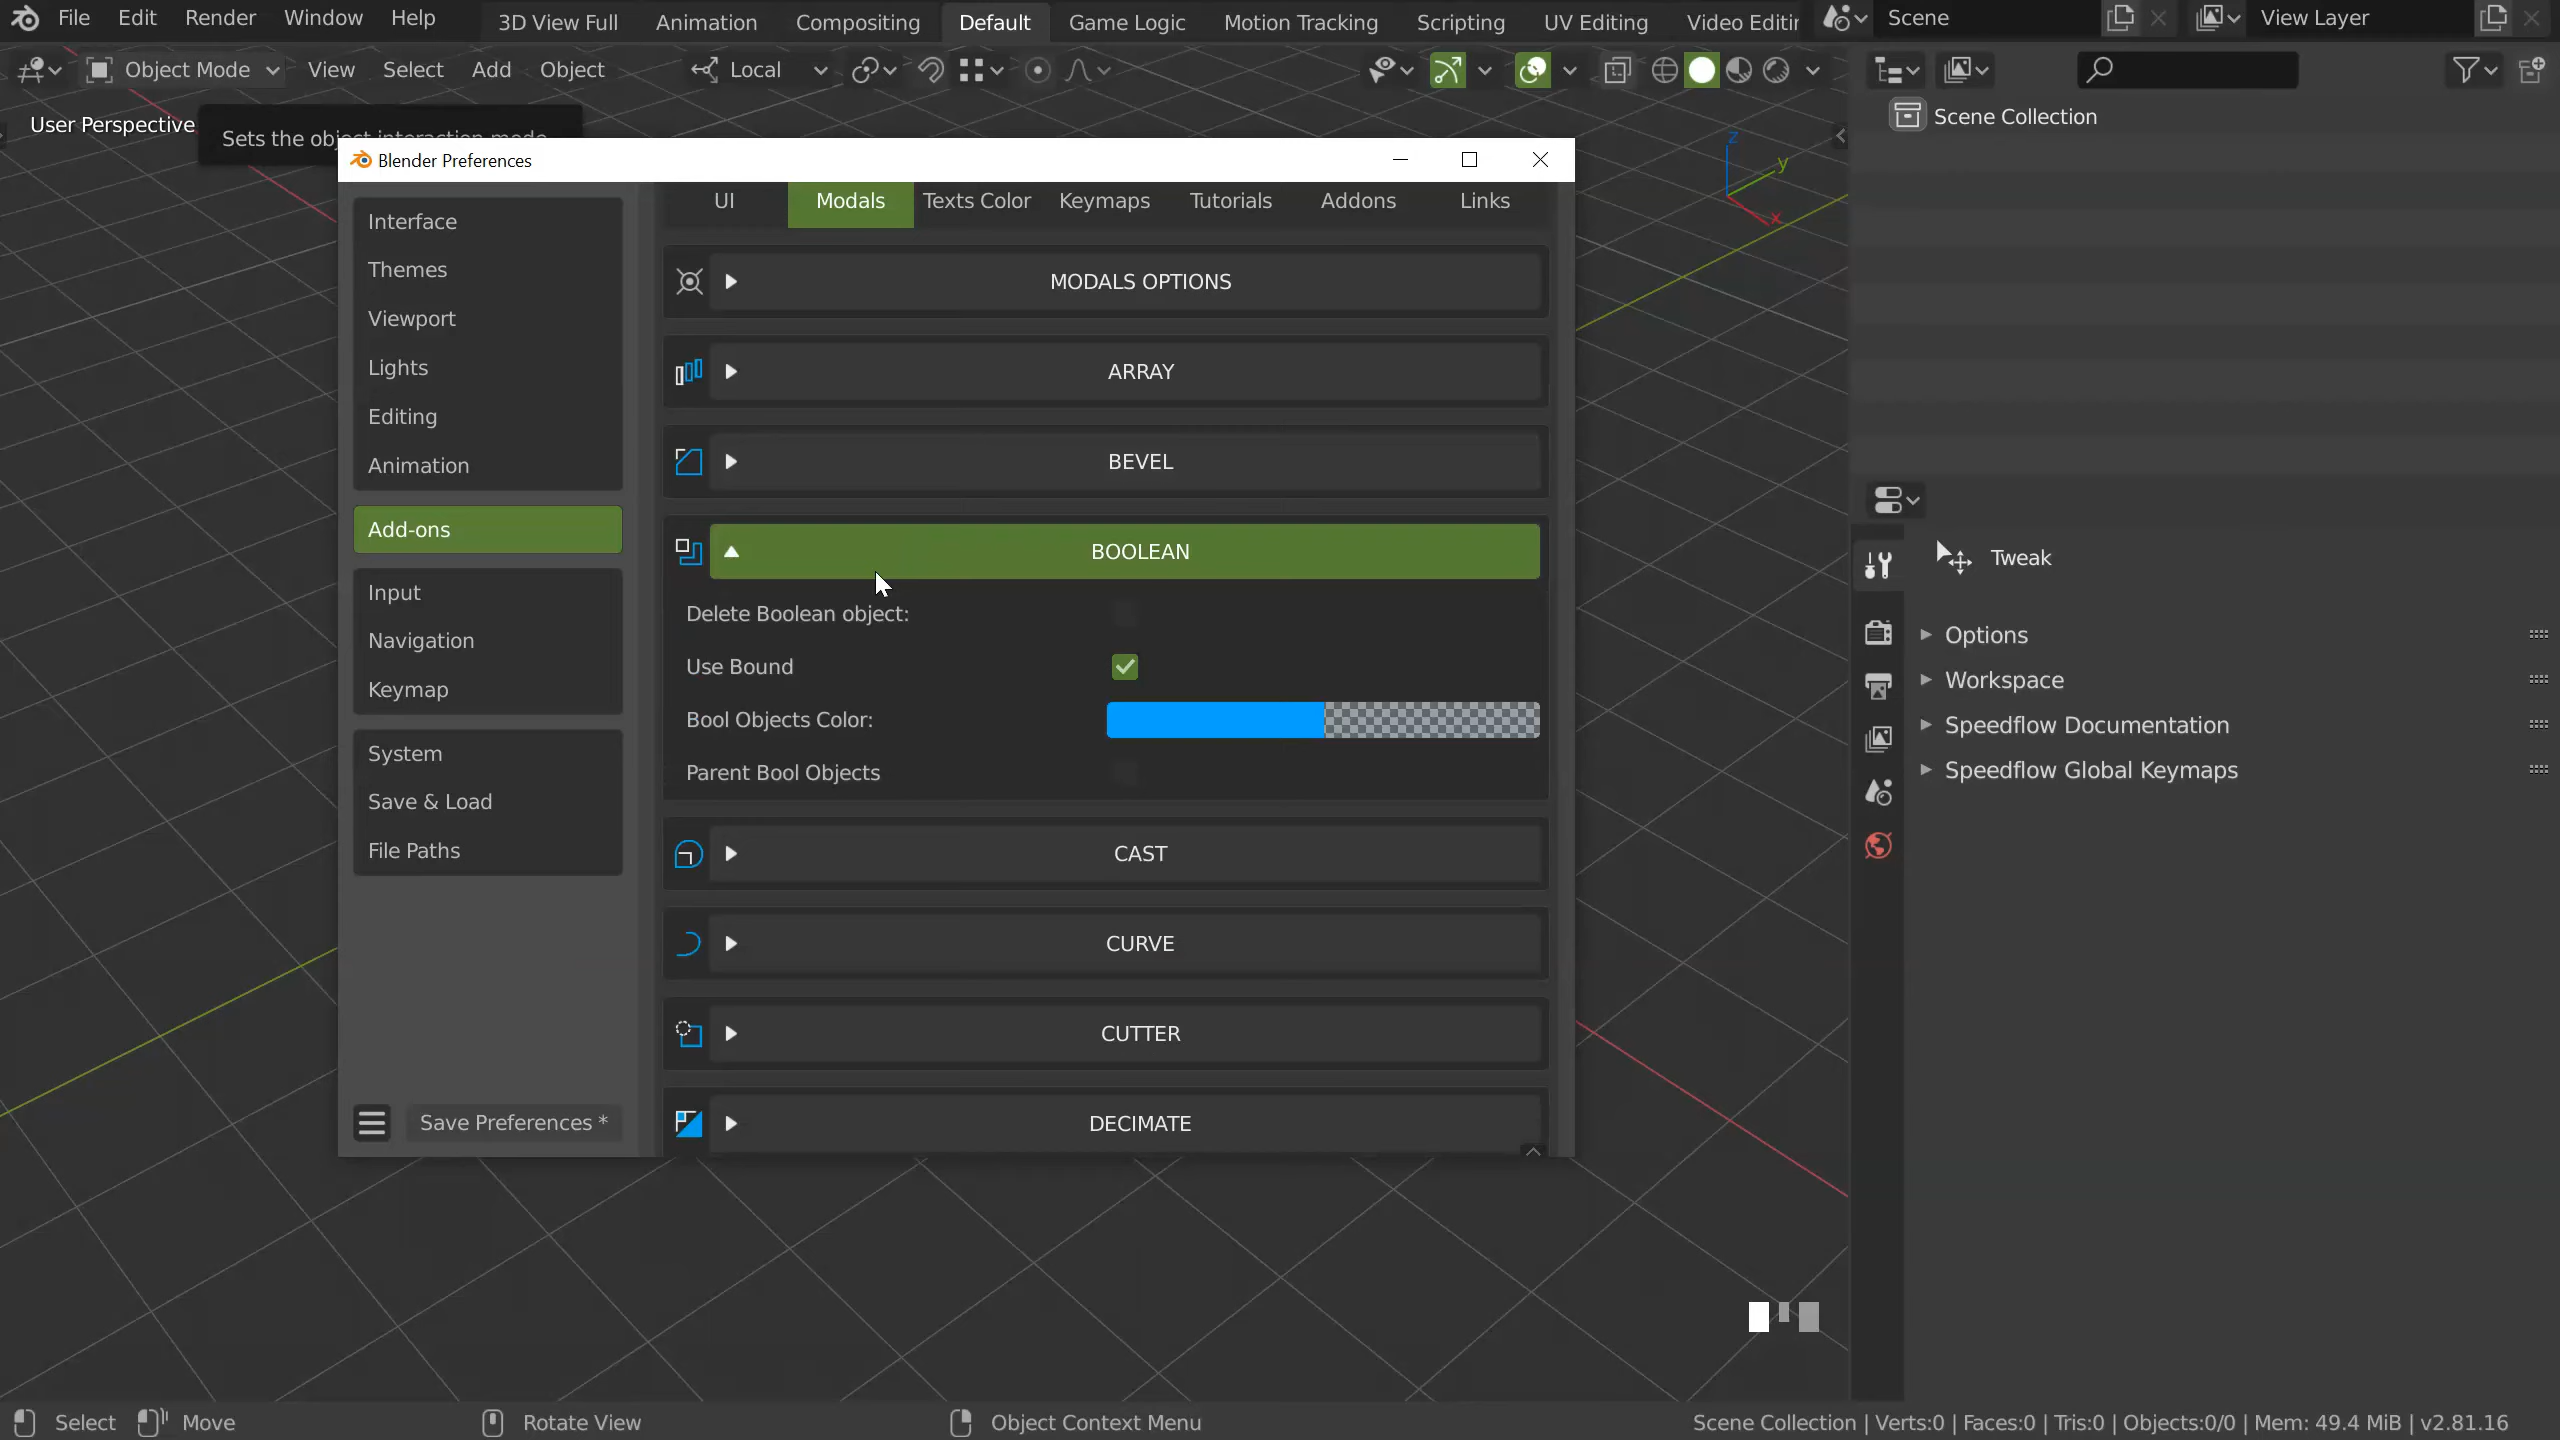 File Edit Render Window Help 3D View Full Animation Compositing Default Game Logic Motion Tracking Scripting UV Editing Video Scene View Layer
Object Mode View Select Add Object Local
User Perspective
Sets the
Scene Collection
Blender Preferences
UI Modals Texts Color Keymaps Tutorials Addons Links
Interface
Themes
Viewport
Lights
Editing
Animation
Add-ons
Input
Navigation
Keymap
System
Save & Load
File Paths
Save Preferences *
MODALS OPTIONS
ARRAY
BEVEL
BOOLEAN
Delete Boolean object:
Use Bound
Bool Objects Color:
Parent Bool Objects
CAST
CURVE
CUTTER
DECIMATE
z
y
x
Tweak
Options
Workspace
Speedflow Documentation
Speedflow Global Keymaps
Select Move Rotate View Object Context Menu Scene Collection | Verts:0 | Faces:0 | Tris:0 | Objects:0/0 | Mem: 49.4 MiB | v2.81.16